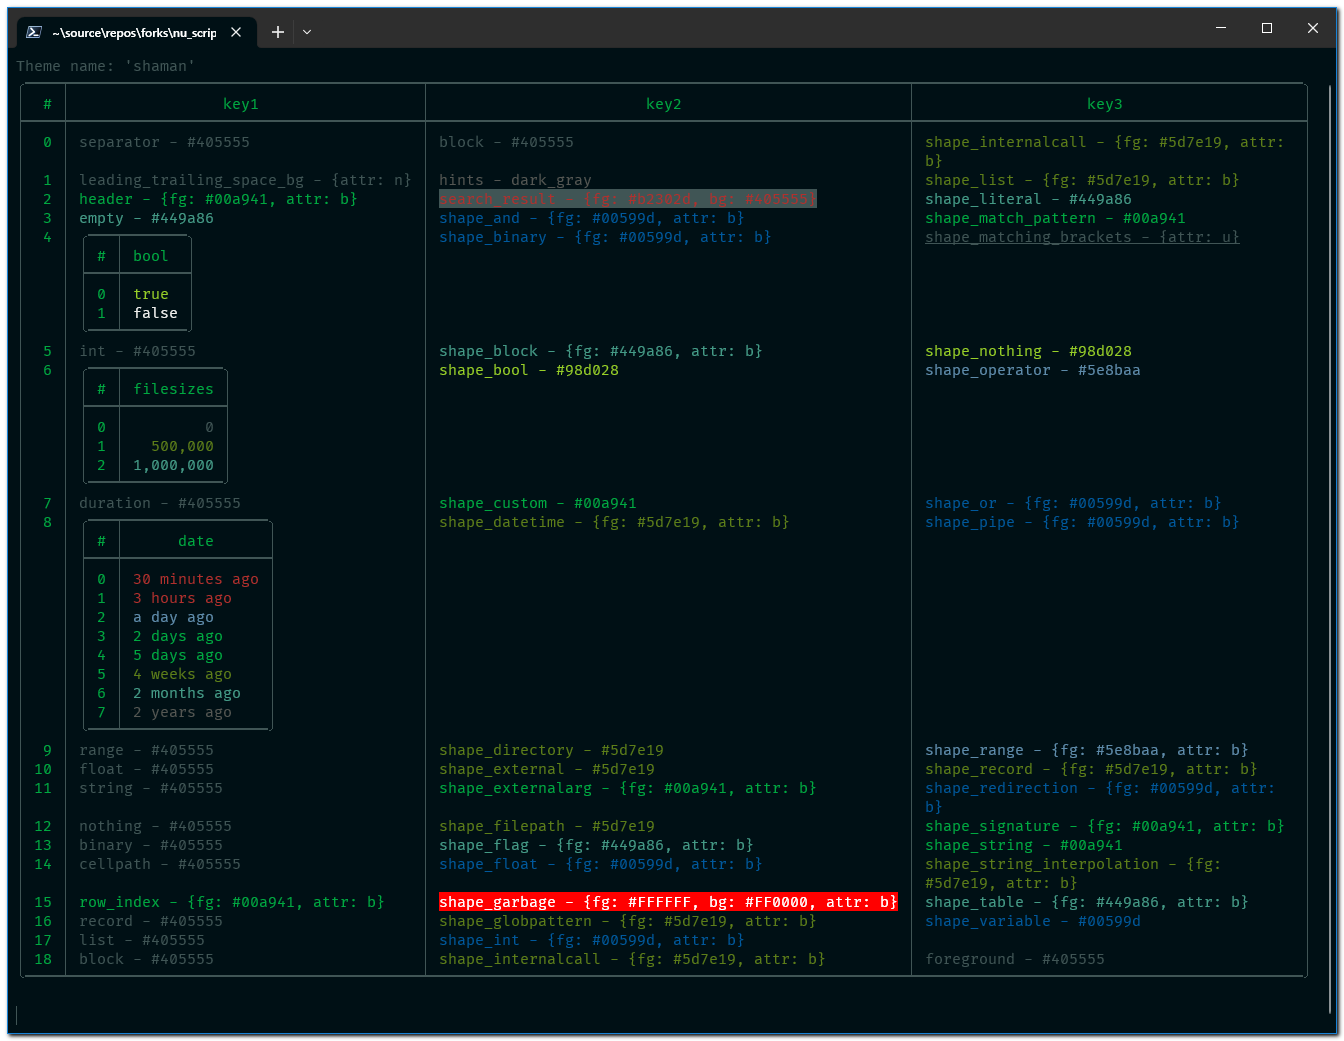 ~\source\repos\forks\nu_scrip
Theme name: 'shaman'
# key1 key2 key3
0 separator - #405555 block - #405555 shape_internalcall - {fg: #5d7e19, attr:
b}
1 leading_trailing_space_bg - {attr: n} hints - dark_gray shape_list - {fg: #5d7e19, attr: b}
2 header - {fg: #00a941, attr: b} search_result - {fg: #b2302d, bg: #405555} shape_literal - #449a86
3 empty - #449a86 shape_and - {fg: #00599d, attr: b} shape_match_pattern - #00a941
4 shape_binary - {fg: #00599d, attr: b} shape_matching_brackets - {attr: u}
# bool
0 true
1 false
5 int - #405555 shape_block - {fg: #449a86, attr: b} shape_nothing - #98d028
6 shape_bool - #98d028 shape_operator - #5e8baa
# filesizes
0 0
1 500,000
2 1,000,000
7 duration - #405555 shape_custom - #00a941 shape_or - {fg: #00599d, attr: b}
8 shape_datetime - {fg: #5d7e19, attr: b} shape_pipe - {fg: #00599d, attr: b}
# date
0 30 minutes ago
1 3 hours ago
2 a day ago
3 2 days ago
4 5 days ago
5 4 weeks ago
6 2 months ago
7 2 years ago
9 range - #405555 shape_directory - #5d7e19 shape_range - {fg: #5e8baa, attr: b}
10 float - #405555 shape_external - #5d7e19 shape_record - {fg: #5d7e19, attr: b}
11 string - #405555 shape_externalarg - {fg: #00a941, attr: b} shape_redirection - {fg: #00599d, attr:
b}
12 nothing - #405555 shape_filepath - #5d7e19 shape_signature - {fg: #00a941, attr: b}
13 binary - #405555 shape_flag - {fg: #449a86, attr: b} shape_string - #00a941
14 cellpath - #405555 shape_float - {fg: #00599d, attr: b} shape_string_interpolation - {fg:
#5d7e19, attr: b}
15 row_index - {fg: #00a941, attr: b} shape_garbage - {fg: #FFFFFF, bg: #FF0000, attr: b} shape_table - {fg: #449a86, attr: b}
16 record - #405555 shape_globpattern - {fg: #5d7e19, attr: b} shape_variable - #00599d
17 list - #405555 shape_int - {fg: #00599d, attr: b}
18 block - #405555 shape_internalcall - {fg: #5d7e19, attr: b} foreground - #405555